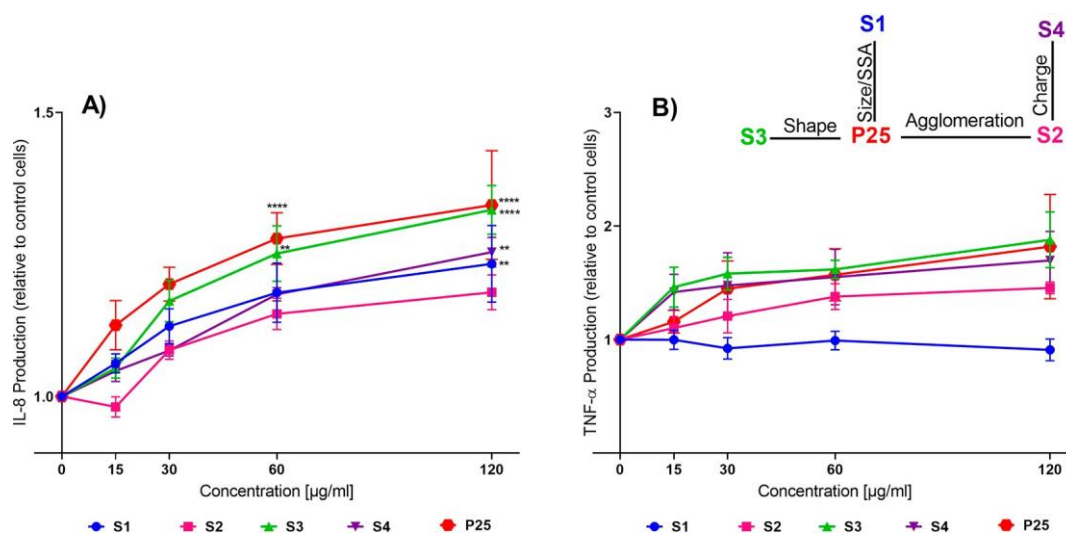 A)
IL-8 Production (relative to control cells)
1.5
1.0
****
**
****
****
**
**
0 15 30 60 120
Concentration [µg/ml]
S1 S2 S3 S4 P25
B)
TNF-α Production (relative to control cells)
3
2
1
S1 S4
Size/SSA
Charge
S3 Shape P25 Agglomeration S2
0 15 30 60 120
Concentration [µg/ml]
S1 S2 S3 S4 P25